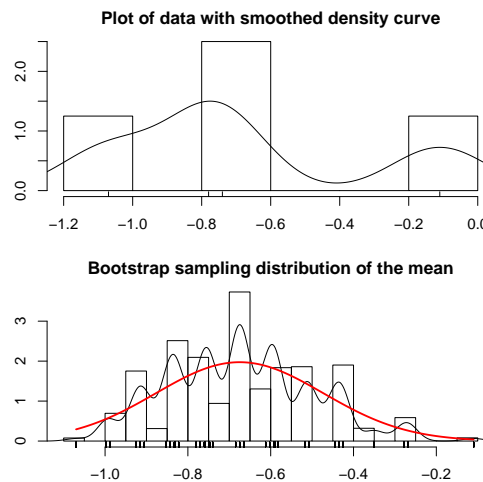 Plot of data with smoothed density curve
2.0
1.0
0.0
−1.2 −1.0 −0.8 −0.6 −0.4 −0.2 0.0
Bootstrap sampling distribution of the mean
3
2
1
0
−1.0 −0.8 −0.6 −0.4 −0.2